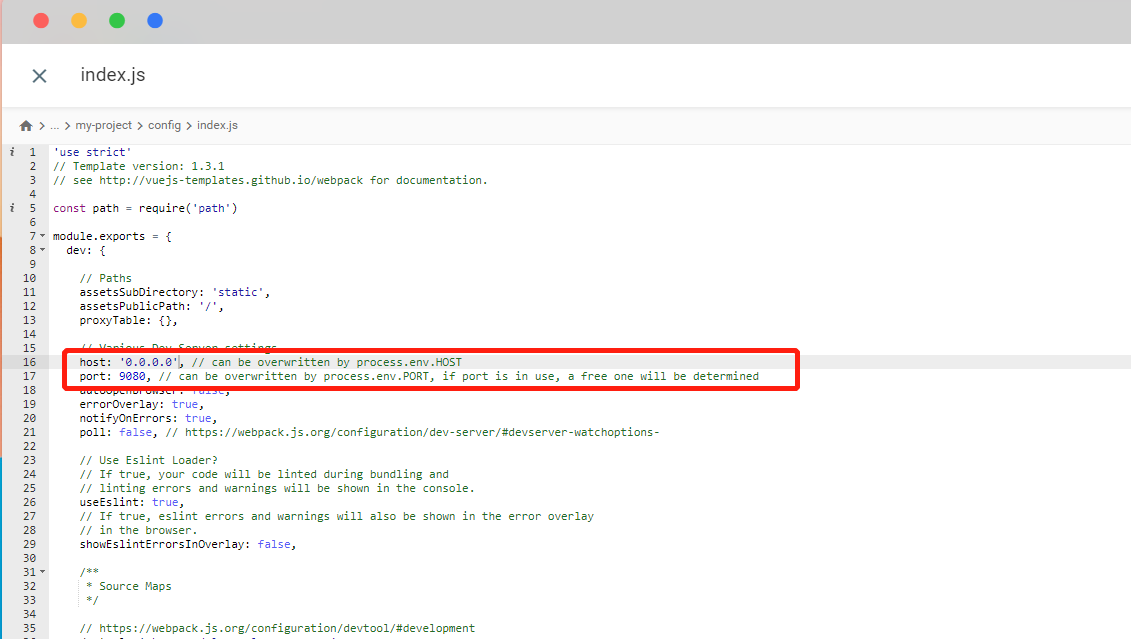 index.js
... my-project config index.js
i 1 'use strict'
2 // Template version: 1.3.1
3 // see http://vuejs-templates.github.io/webpack for documentation.
4
i 5 const path = require('path')
6
7 module.exports = {
8 dev: {
9
10 // Paths
11 assetsSubDirectory: 'static',
12 assetsPublicPath: '/',
13 proxyTable: {},
14
15 // Various Dev Server settings
16 host: '0.0.0.0', // can be overwritten by process.env.HOST
17 port: 9080, // can be overwritten by process.env.PORT, if port is in use, a free one will be determined
18 autoOpenBrowser: false,
19 errorOverlay: true,
20 notifyOnErrors: true,
21 poll: false, // https://webpack.js.org/configuration/dev-server/#devserver-watchoptions-
22
23 // Use Eslint Loader?
24 // If true, your code will be linted during bundling and
25 // linting errors and warnings will be shown in the console.
26 useEslint: true,
27 // If true, eslint errors and warnings will also be shown in the error overlay
28 // in the browser.
29 showEslintErrorsInOverlay: false,
30
31 /**
32 * Source Maps
33 */
34
35 // https://webpack.js.org/configuration/devtool/#development